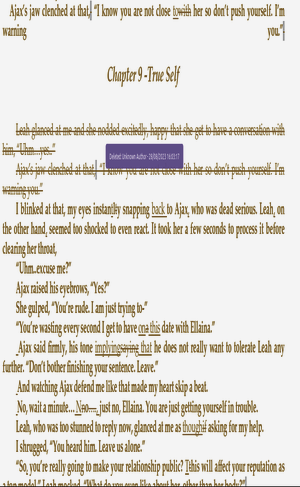 Ajax's jaw clenched at that, "I know you are not close towith her so don't push yourself. I'm
warning you."
Chapter 9 -True Self
Leah glanced at me and she nodded excitedly, happy that she got to have a conversation with
him, "Uhm...yes.."
Deleted: Unknown Author -
Ajax's jaw clenched at that, "I know you are not close with her so don't push yourself. I'm
warning you."
I blinked at that, my eyes instantly snapping back to Ajax, who was dead serious. Leah, on
the other hand, seemed too shocked to even react. It took her a few seconds to process it before
clearing her throat,
"Uhm..excuse me?"
Ajax raised his eyebrows, "Yes?"
She gulped, "You're rude. I am just trying to-"
"You're wasting every second I get to have ona this date with Ellaina."
Ajax said firmly, his tone implyingsaying that he does not really want to tolerate Leah any
further. "Don't bother finishing your sentence. Leave."
And watching Ajax defend me like that made my heart skip a beat.
No, wait a minute... Nno..., just no, Ellaina. You are just getting yourself in trouble.
Leah, who was too stunned to reply now, glanced at me as thoughif asking for my help.
I shrugged, "You heard him. Leave us alone."
"So, you're really going to make your relationship public? Tthis will affect your reputation as
a top model," Leah mocked. "What do you even like about her, other than her body?"